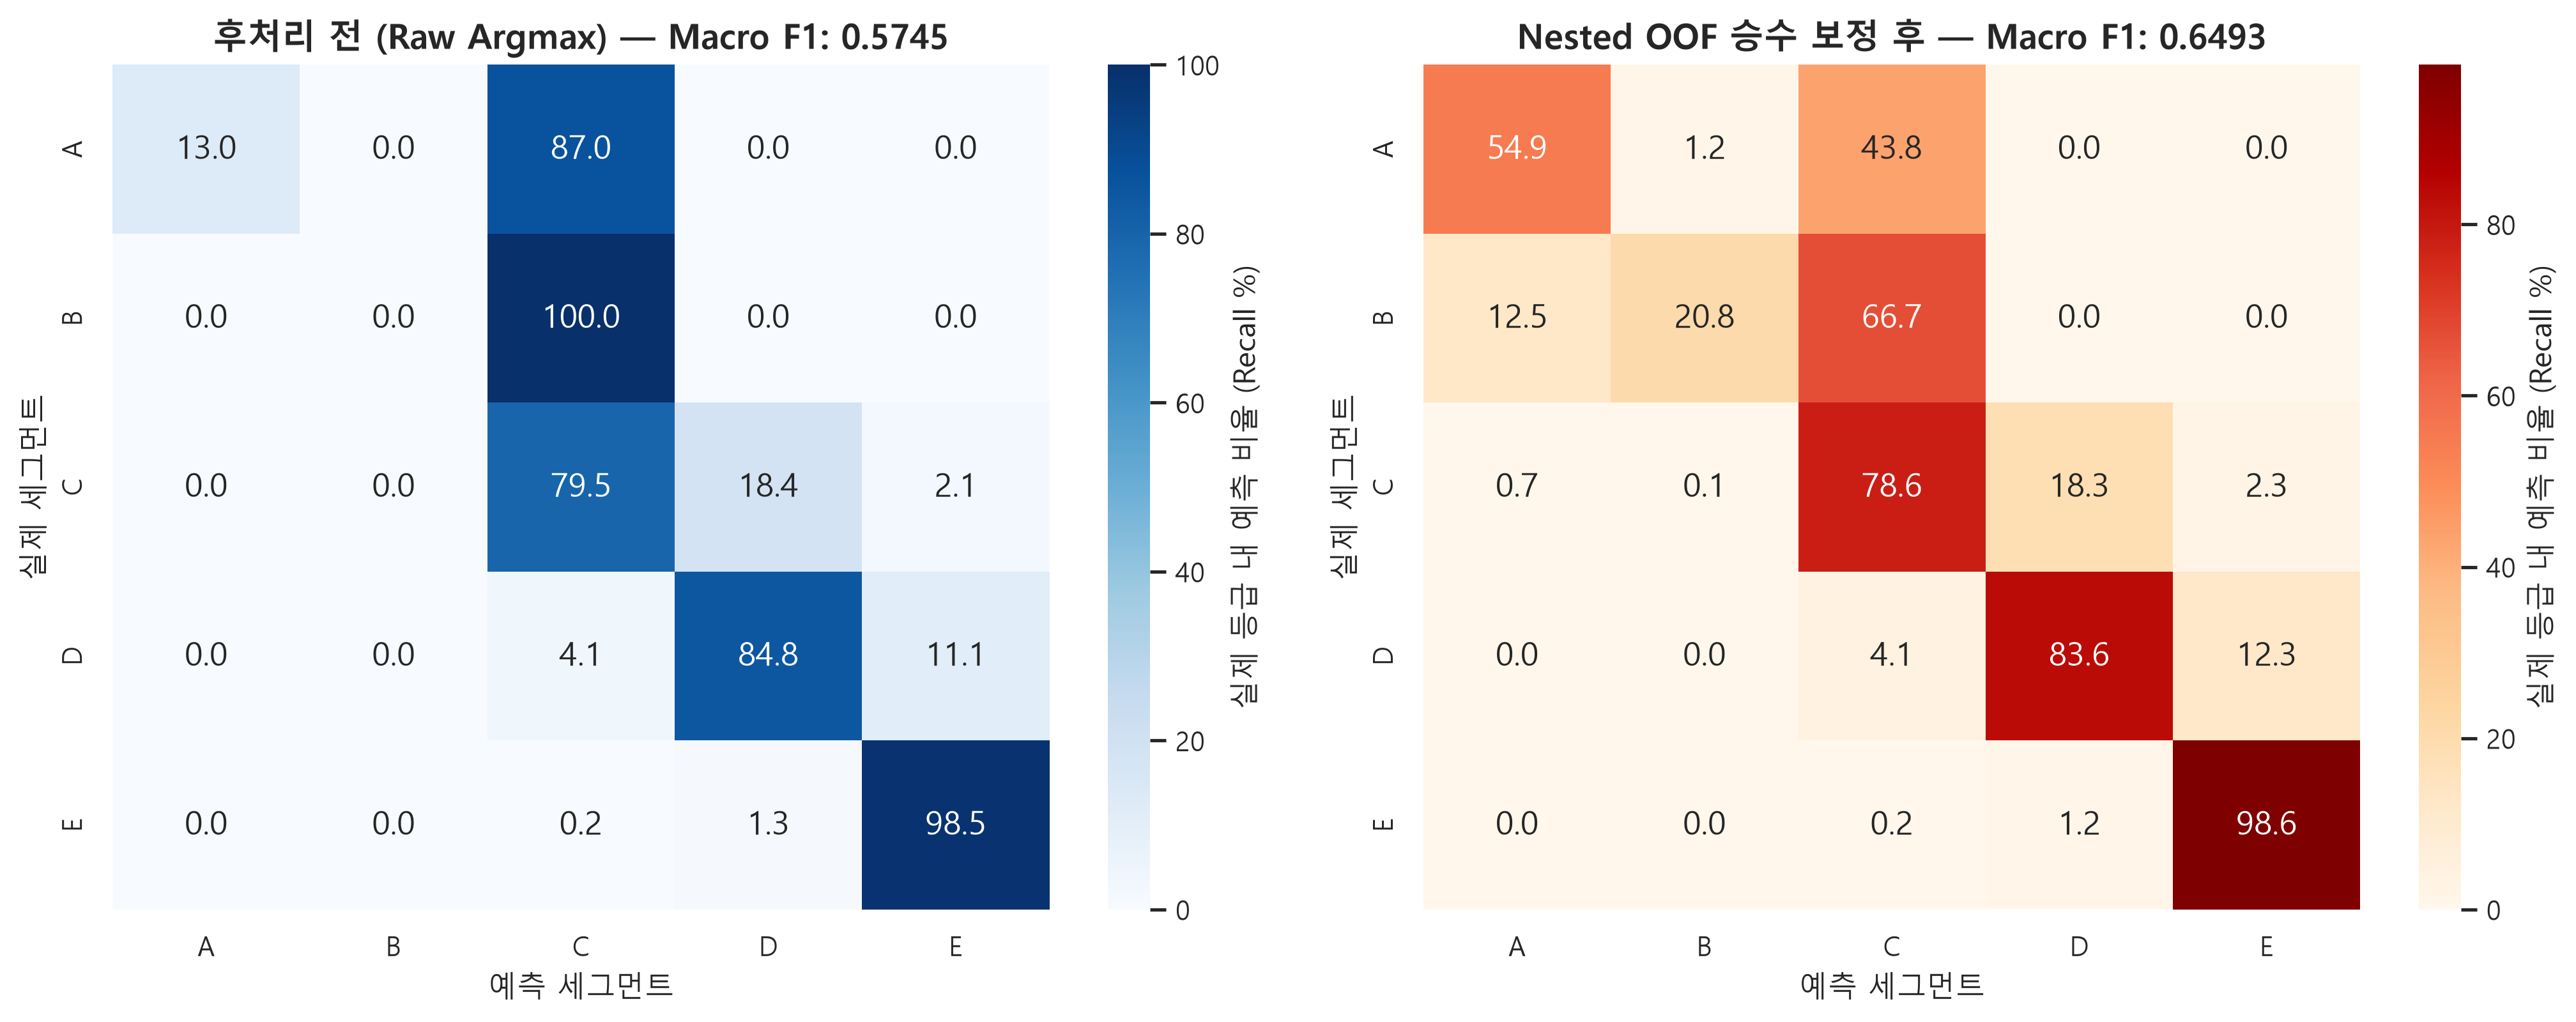 후처리 전 (Raw Argmax) — Macro F1: 0.5745
실제 세그먼트
A 13.0 0.0 87.0 0.0 0.0
B 0.0 0.0 100.0 0.0 0.0
C 0.0 0.0 79.5 18.4 2.1
D 0.0 0.0 4.1 84.8 11.1
E 0.0 0.0 0.2 1.3 98.5
A B C D E
예측 세그먼트
100
80
60
40
20
0
실제 등급 내 예측 비율 (Recall %)
Nested OOF 승수 보정 후 — Macro F1: 0.6493
실제 세그먼트
A 54.9 1.2 43.8 0.0 0.0
B 12.5 20.8 66.7 0.0 0.0
C 0.7 0.1 78.6 18.3 2.3
D 0.0 0.0 4.1 83.6 12.3
E 0.0 0.0 0.2 1.2 98.6
A B C D E
예측 세그먼트
80
60
40
20
0
실제 등급 내 예측 비율 (Recall %)